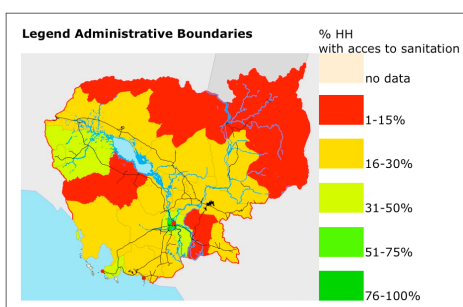 Legend Administrative Boundaries
% HH
with acces to sanitation
no data
1-15%
16-30%
31-50%
51-75%
76-100%